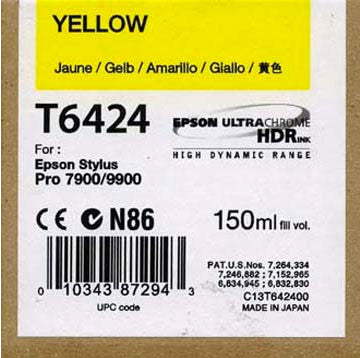 YELLOW
Jaune / Gelb / Amarillo / Giallo / 黄色
T6424
For :
Epson Stylus
Pro 7900/9900
EPSON ULTRACHROME
HDR INK
HIGH DYNAMIC RANGE
CE N86
150ml fill vol.
0 10343 87294 3
UPC code
PAT.U.S.Nos. 7,264,334
7,246,882 ; 7,152,965
6,834,945 ; 6,832,830
C13T642400
MADE IN JAPAN